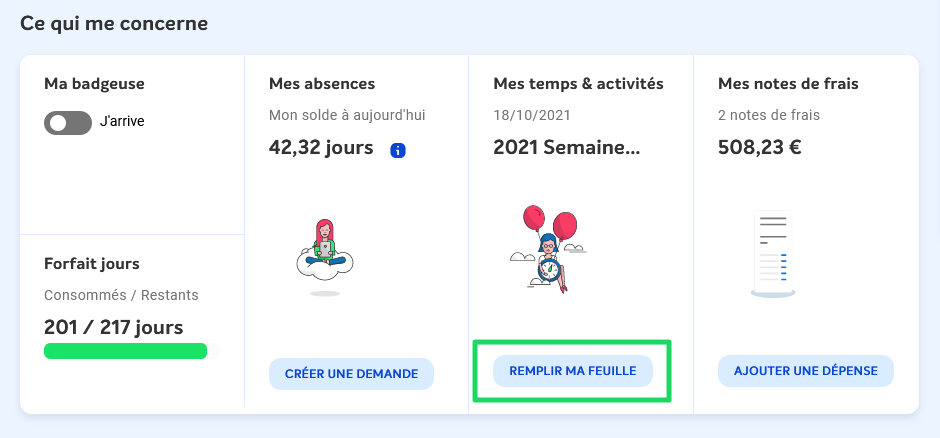 Ce qui me concerne
Ma badgeuse
J'arrive
Forfait jours
Consommés / Restants
201 / 217 jours
Mes absences
Mon solde à aujourd'hui
42,32 jours
CRÉER UNE DEMANDE
Mes temps & activités
18/10/2021
2021 Semaine...
REMPLIR MA FEUILLE
Mes notes de frais
2 notes de frais
508,23 €
AJOUTER UNE DÉPENSE